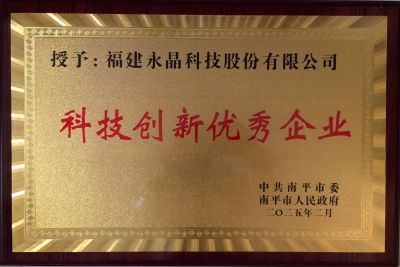 授予：福建永晶科技股份有限公司
科技创新优秀企业
中共南平市委
南平市人民政府
二〇二五年二月